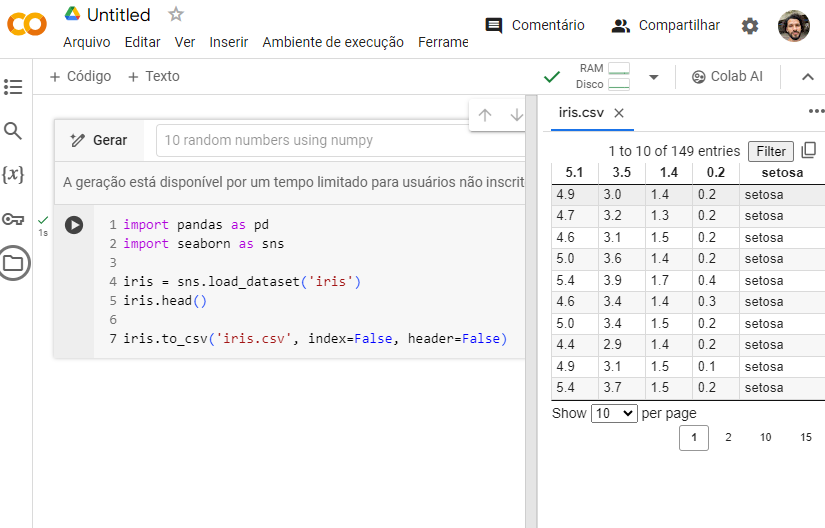 Untitled
Comentário
Compartilhar
Arquivo Editar Ver Inserir Ambiente de execução Ferrame
+ Código + Texto
RAM
Disco
Colab AI
iris.csv
Gerar
10 random numbers using numpy
A geração está disponível por um tempo limitado para usuários não inscrit
1s
{x}
1 import pandas as pd
2 import seaborn as sns
3
4 iris = sns.load_dataset('iris')
5 iris.head()
6
7 iris.to_csv('iris.csv', index=False, header=False)
1 to 10 of 149 entries Filter
5.1 3.5 1.4 0.2 setosa
4.9 3.0 1.4 0.2 setosa
4.7 3.2 1.3 0.2 setosa
4.6 3.1 1.5 0.2 setosa
5.0 3.6 1.4 0.2 setosa
5.4 3.9 1.7 0.4 setosa
4.6 3.4 1.4 0.3 setosa
5.0 3.4 1.5 0.2 setosa
4.4 2.9 1.4 0.2 setosa
4.9 3.1 1.5 0.1 setosa
5.4 3.7 1.5 0.2 setosa
Show 10 per page
1 2 10 15